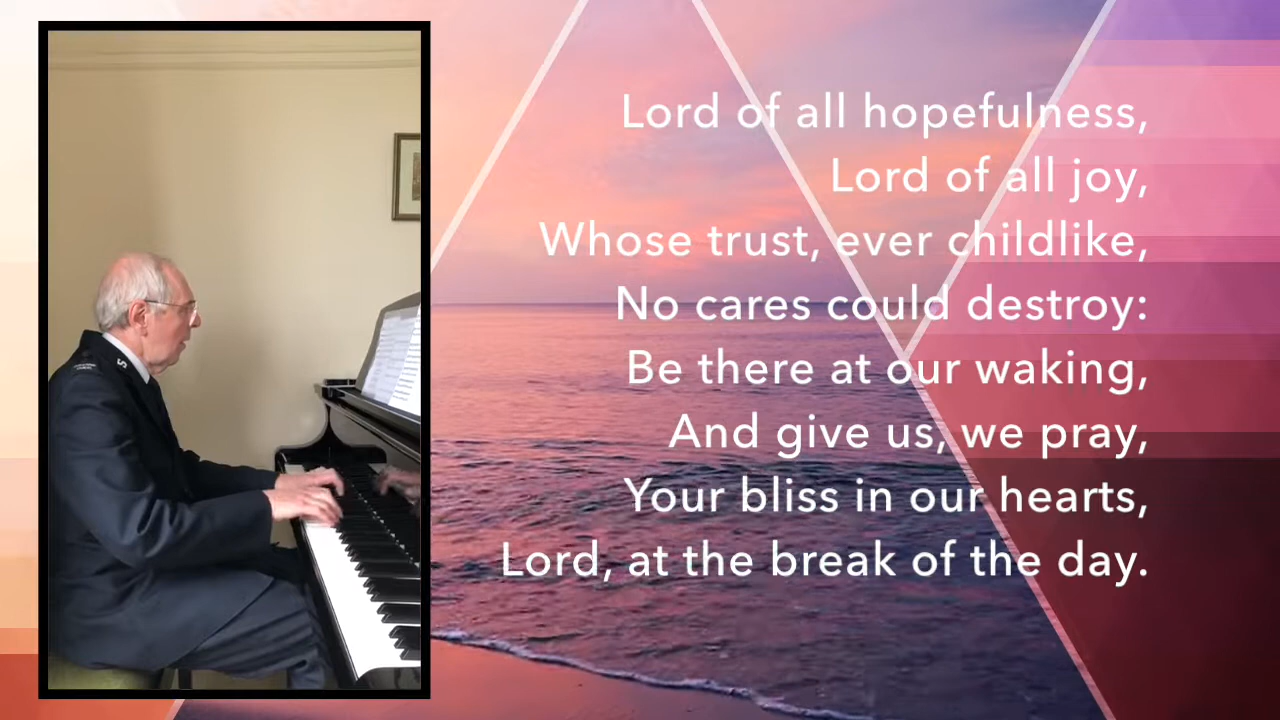 Lord of all hopefulness,
Lord of all joy,
Whose trust, ever childlike,
No cares could destroy:
Be there at our waking,
And give us, we pray,
Your bliss in our hearts,
Lord, at the break of the day.
S